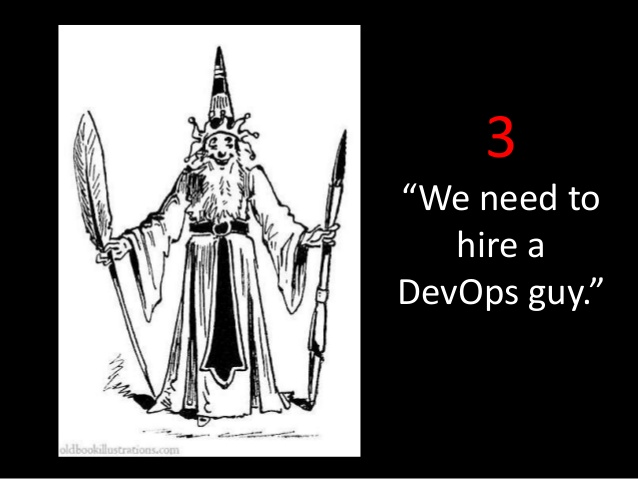 3
“We need to
hire a
DevOps guy.”
oldbookillustrations.com